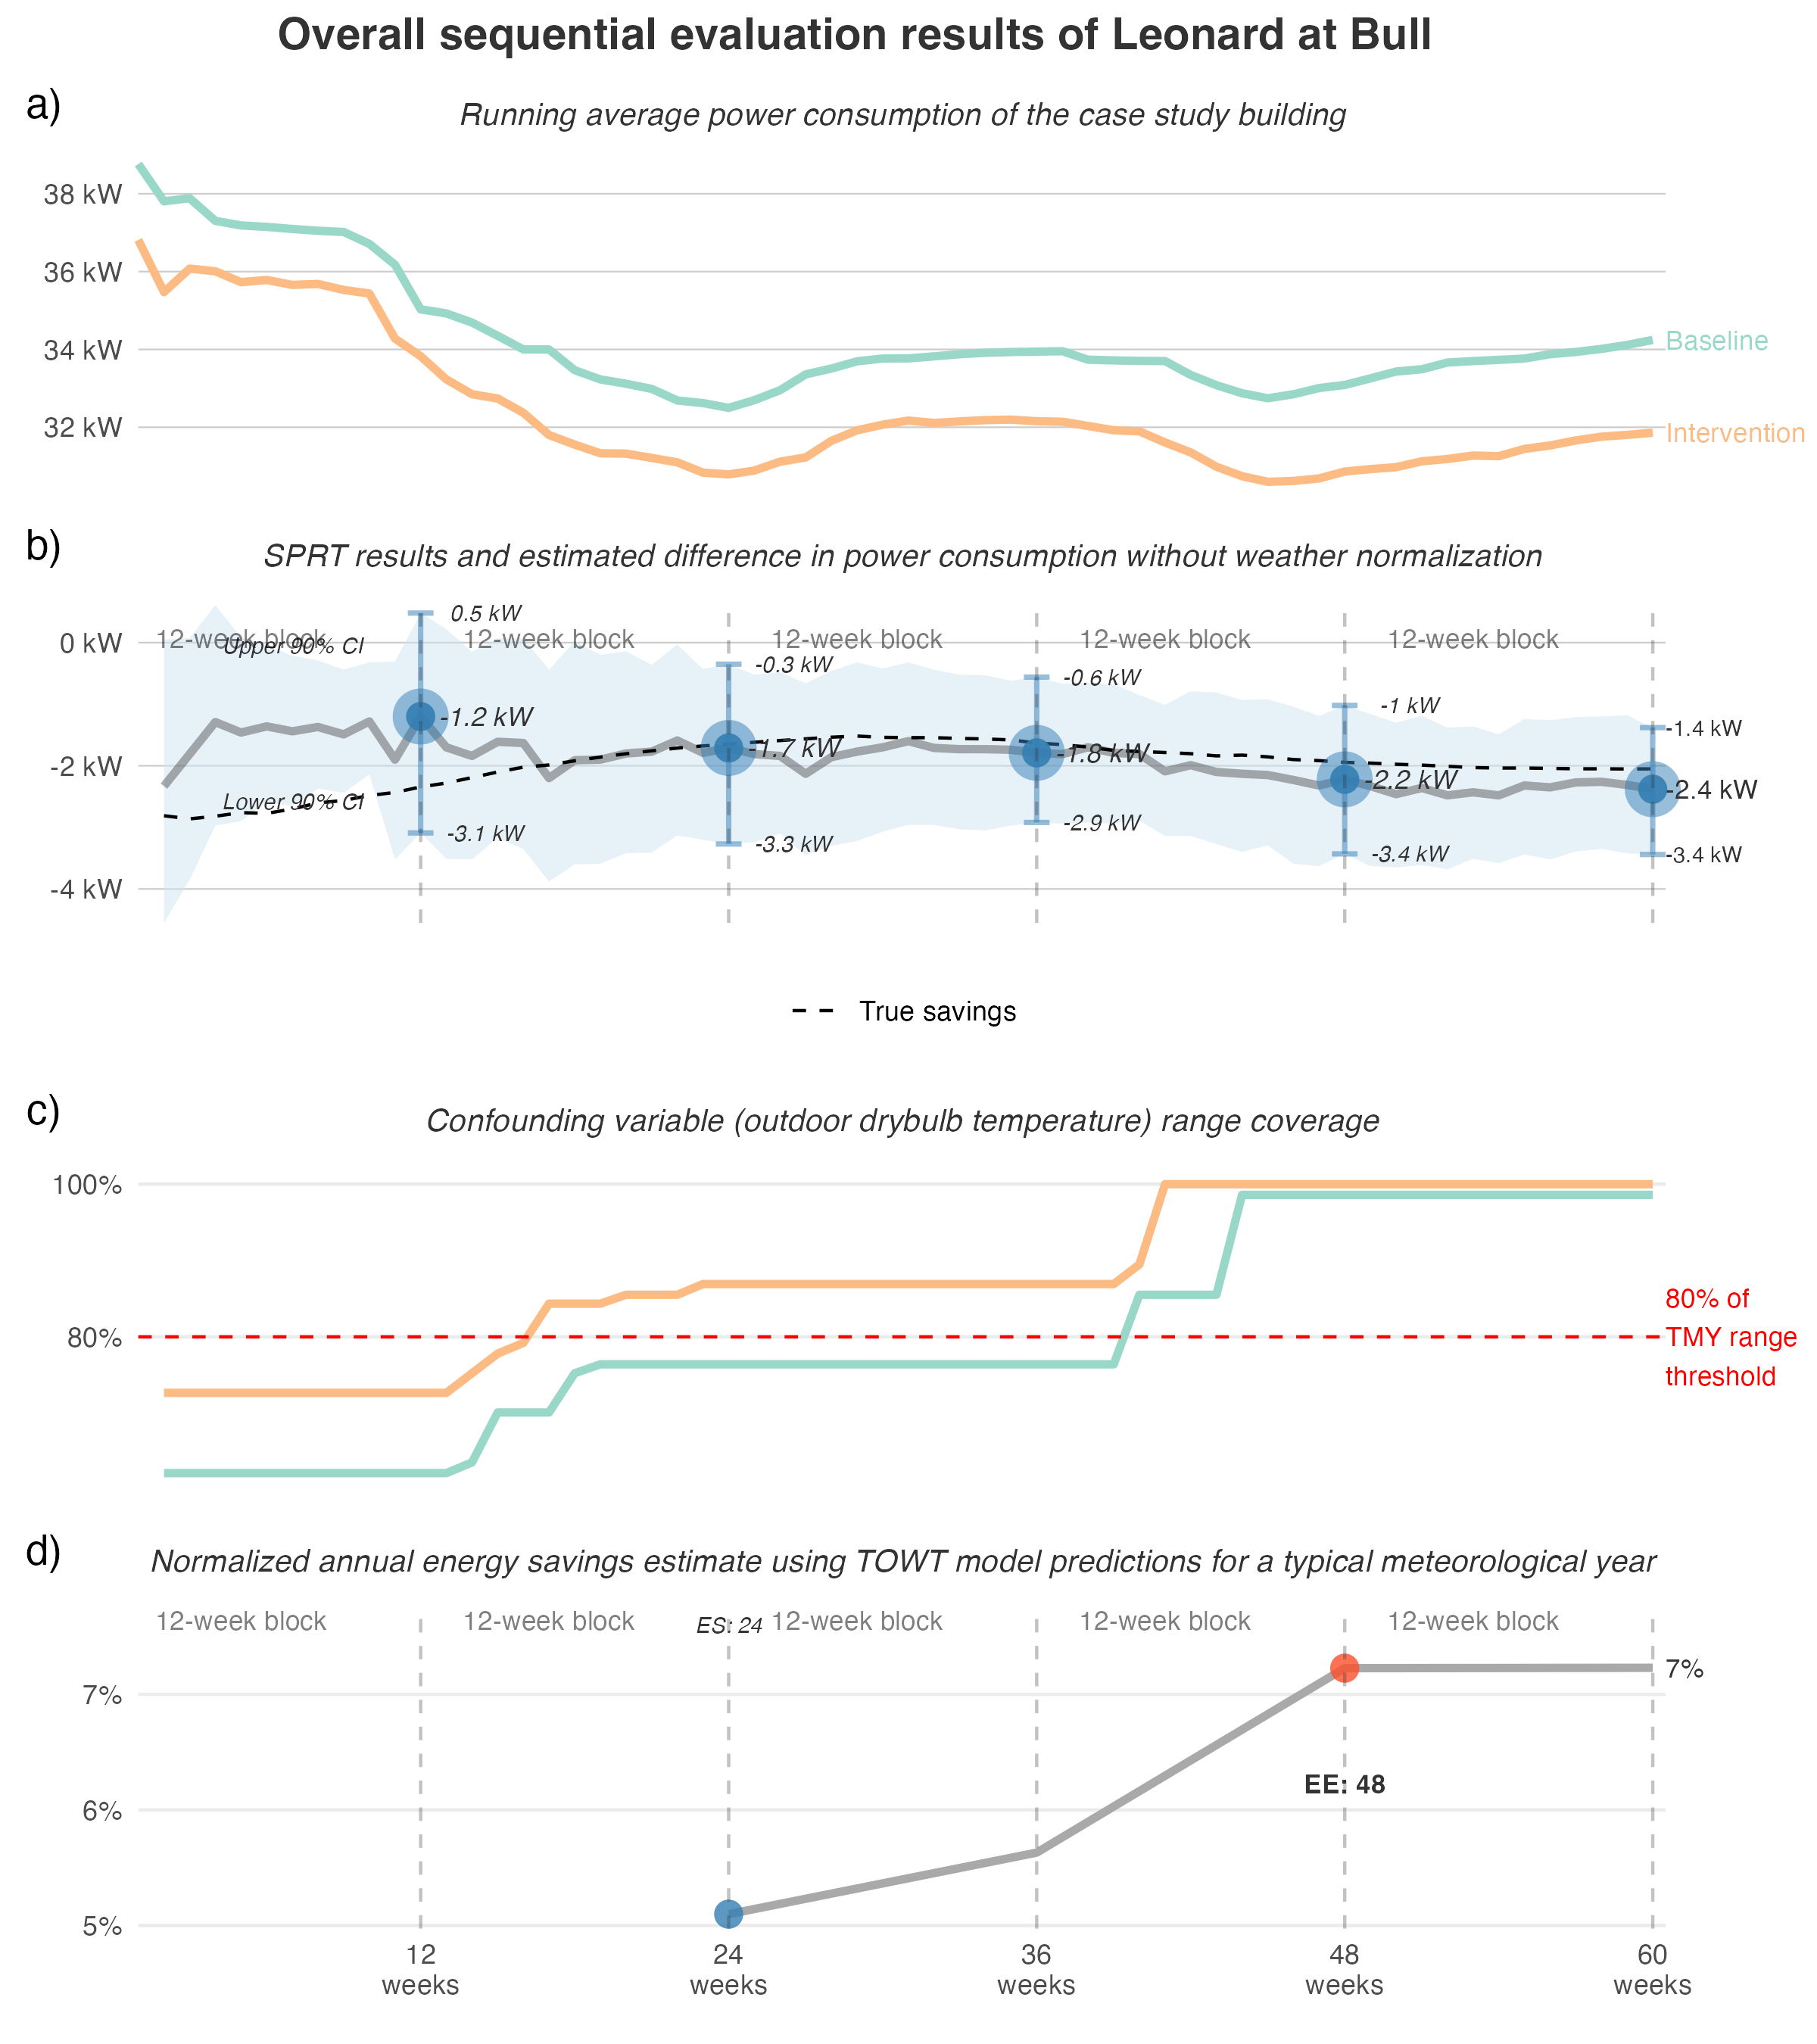 Overall sequential evaluation results of Leonard at Bull
a)
Running average power consumption of the case study building
38 kW
36 kW
34 kW
32 kW
Baseline
Intervention
b)
SPRT results and estimated difference in power consumption without weather normalization
0 kW
-2 kW
-4 kW
12-week block
12-week block
12-week block
12-week block
12-week block
Upper 90% CI
Lower 90% CI
0.5 kW
-1.2 kW
-3.1 kW
-0.3 kW
-1.7 kW
-3.3 kW
-0.6 kW
-1.8 kW
-2.9 kW
-1 kW
-2.2 kW
-3.4 kW
-1.4 kW
-2.4 kW
-3.4 kW
True savings
c)
Confounding variable (outdoor drybulb temperature) range coverage
100%
80%
80% of
TMY range
threshold
d)
Normalized annual energy savings estimate using TOWT model predictions for a typical meteorological year
12-week block
12-week block
ES: 24
12-week block
12-week block
12-week block
7%
6%
5%
7%
EE: 48
12
weeks
24
weeks
36
weeks
48
weeks
60
weeks